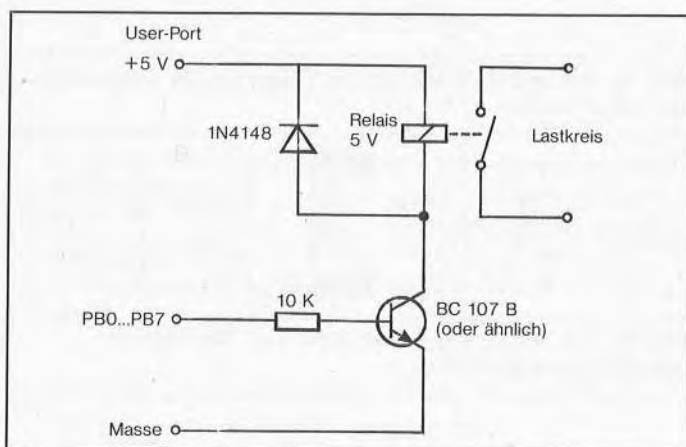 User-Port
+5 V
1N4148
Relais
5 V
Lastkreis
10 K
BC 107 B
(oder ähnlich)
PB0...PB7
Masse